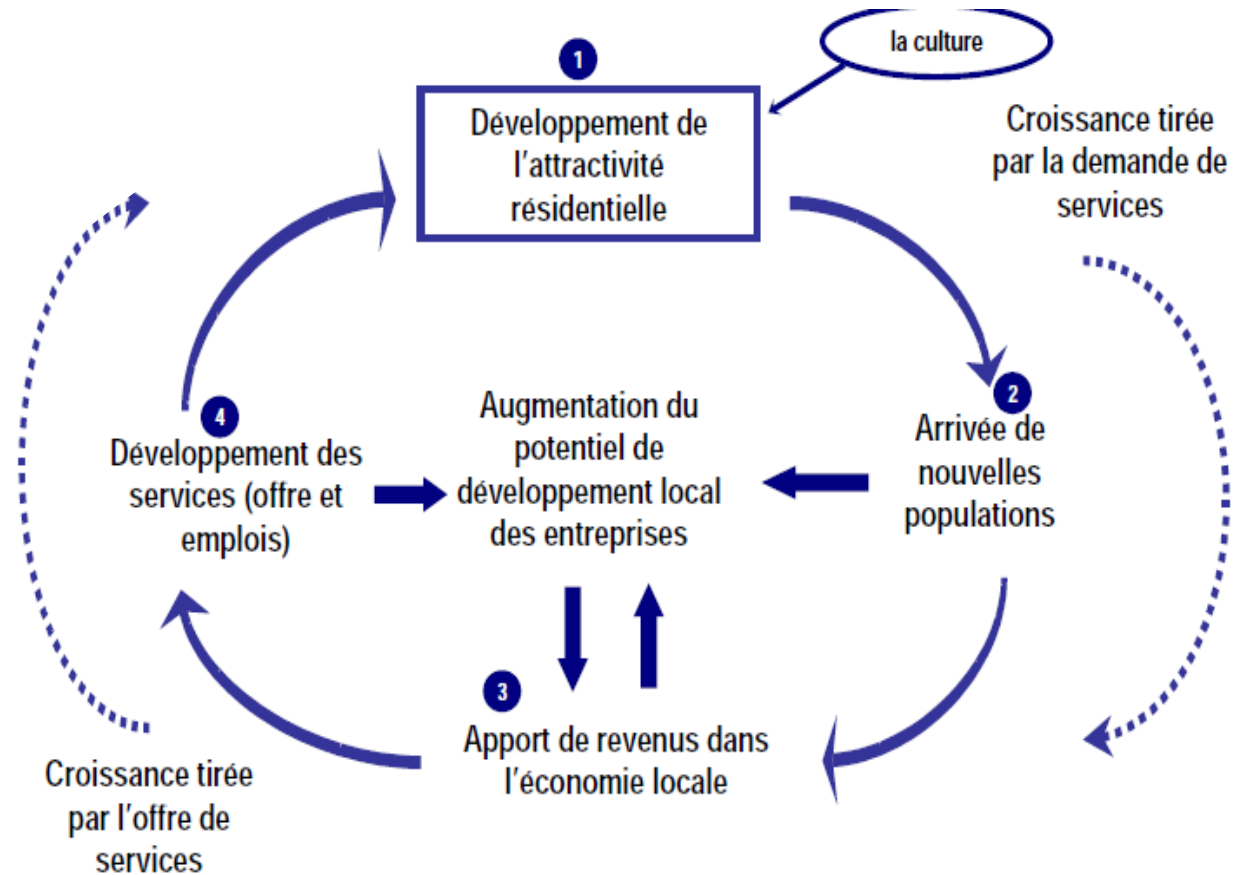 la culture
1
Développement de
l'attractivité
résidentielle
Croissance tirée
par la demande de
services
2
Arrivée de
nouvelles
populations
Augmentation du
potentiel de
développement local
des entreprises
4
Développement des
services (offre et
emplois)
3
Apport de revenus dans
l'économie locale
Croissance tirée
par l'offre de
services